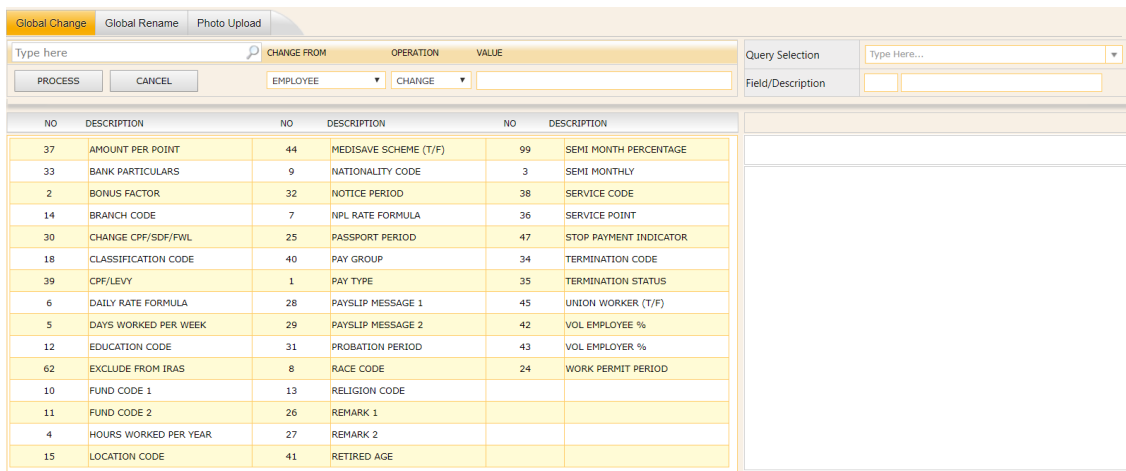 Global Change Global Rename Photo Upload
Type here CHANGE FROM OPERATION VALUE Query Selection Type Here...
PROCESS CANCEL EMPLOYEE CHANGE Field/Description
NO DESCRIPTION NO DESCRIPTION NO DESCRIPTION
37 AMOUNT PER POINT 44 MEDISAVE SCHEME (T/F) 99 SEMI MONTH PERCENTAGE
33 BANK PARTICULARS 9 NATIONALITY CODE 3 SEMI MONTHLY
2 BONUS FACTOR 32 NOTICE PERIOD 38 SERVICE CODE
14 BRANCH CODE 7 NPL RATE FORMULA 36 SERVICE POINT
30 CHANGE CPF/SDF/FWL 25 PASSPORT PERIOD 47 STOP PAYMENT INDICATOR
18 CLASSIFICATION CODE 40 PAY GROUP 34 TERMINATION CODE
39 CPF/LEVY 1 PAY TYPE 35 TERMINATION STATUS
6 DAILY RATE FORMULA 28 PAYSLIP MESSAGE 1 45 UNION WORKER (T/F)
5 DAYS WORKED PER WEEK 29 PAYSLIP MESSAGE 2 42 VOL EMPLOYEE %
12 EDUCATION CODE 31 PROBATION PERIOD 43 VOL EMPLOYER %
62 EXCLUDE FROM IRAS 8 RACE CODE 24 WORK PERMIT PERIOD
10 FUND CODE 1 13 RELIGION CODE
11 FUND CODE 2 26 REMARK 1
4 HOURS WORKED PER YEAR 27 REMARK 2
15 LOCATION CODE 41 RETIRED AGE